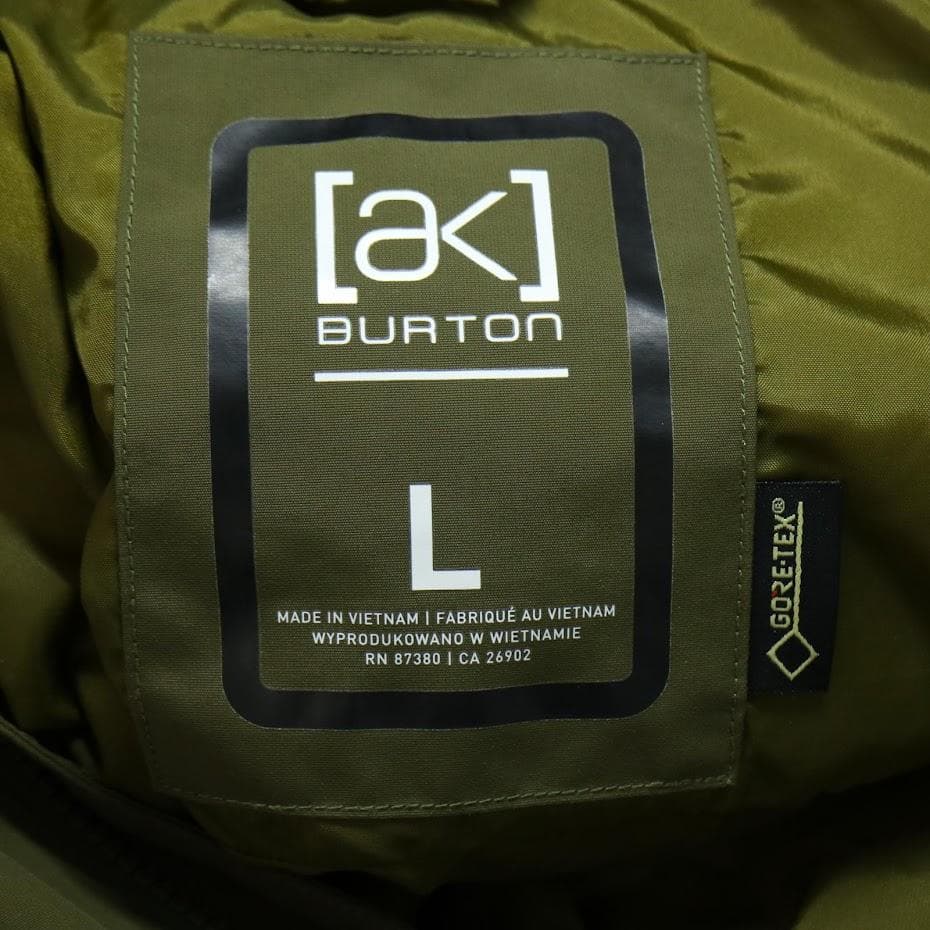 [ak]
BURTON
L
MADE IN VIETNAM | FABRIQUÉ AU VIETNAM
WYPRODUKOWANO W WIETNAMIE
RN 87380 | CA 26902
GORE-TEX®